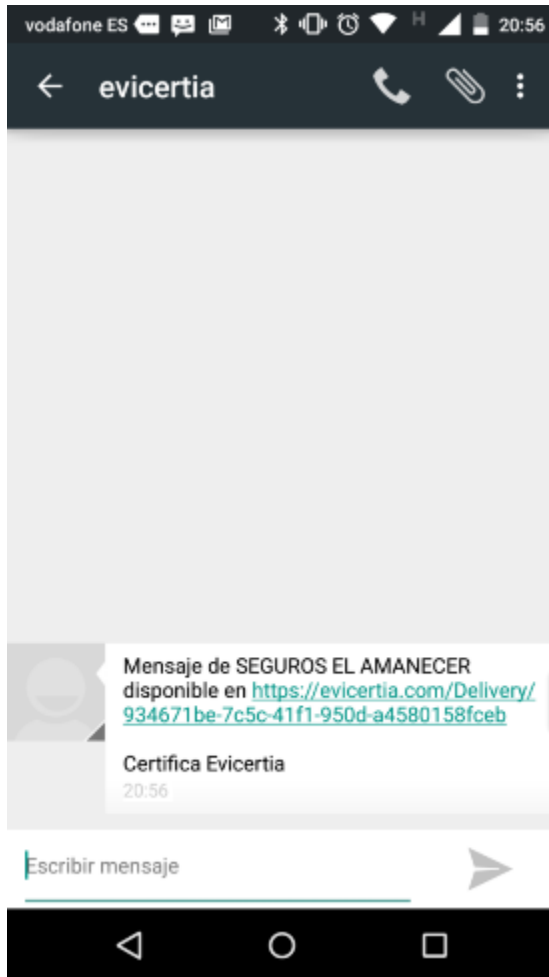 vodafone ES
H
20:56
evicertia
Mensaje de SEGUROS EL AMANECER
disponible en https://evicertia.com/Delivery/
934671be-7c5c-41f1-950d-a4580158fceb
Certifica Evicertia
20:56
Escribir mensaje